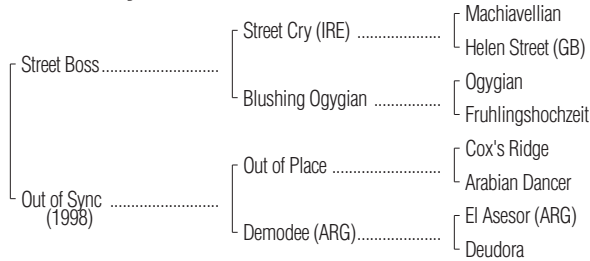 Machiavellian
Street Cry (IRE) ....................
Helen Street (GB)
Street Boss............................
Ogygian
Blushing Ogygian ................
Fruhlingshochzeit
Cox's Ridge
Out of Place ..........................
Arabian Dancer
Out of Sync ..........................
(1998)
El Asesor (ARG)
Demodee (ARG)....................
Deudora